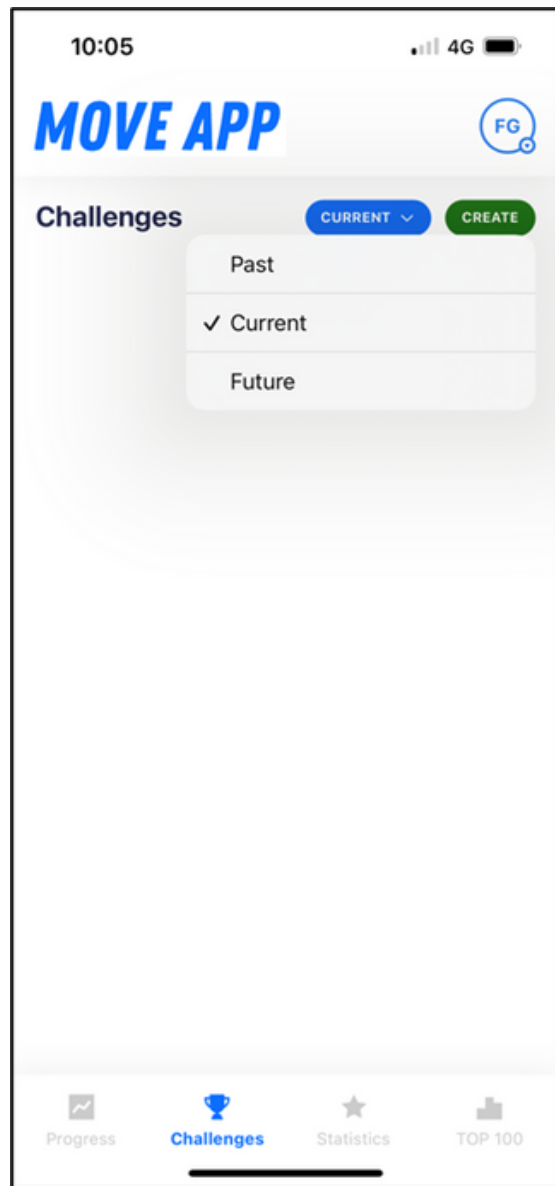 10:05 4G
MOVE APP FG
Challenges CURRENT CREATE
Past
Current
Future
Progress Challenges Statistics TOP 100